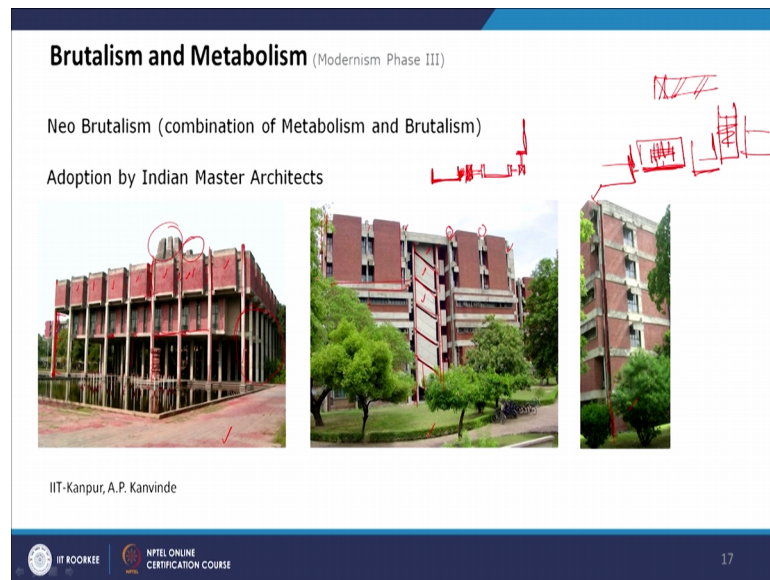 Brutalism and Metabolism (Modernism Phase III)
Neo Brutalism (combination of Metabolism and Brutalism)
Adoption by Indian Master Architects
IIT-Kanpur, A.P. Kanvinde
IIT ROORKEE
NPTEL ONLINE
CERTIFICATION COURSE
17